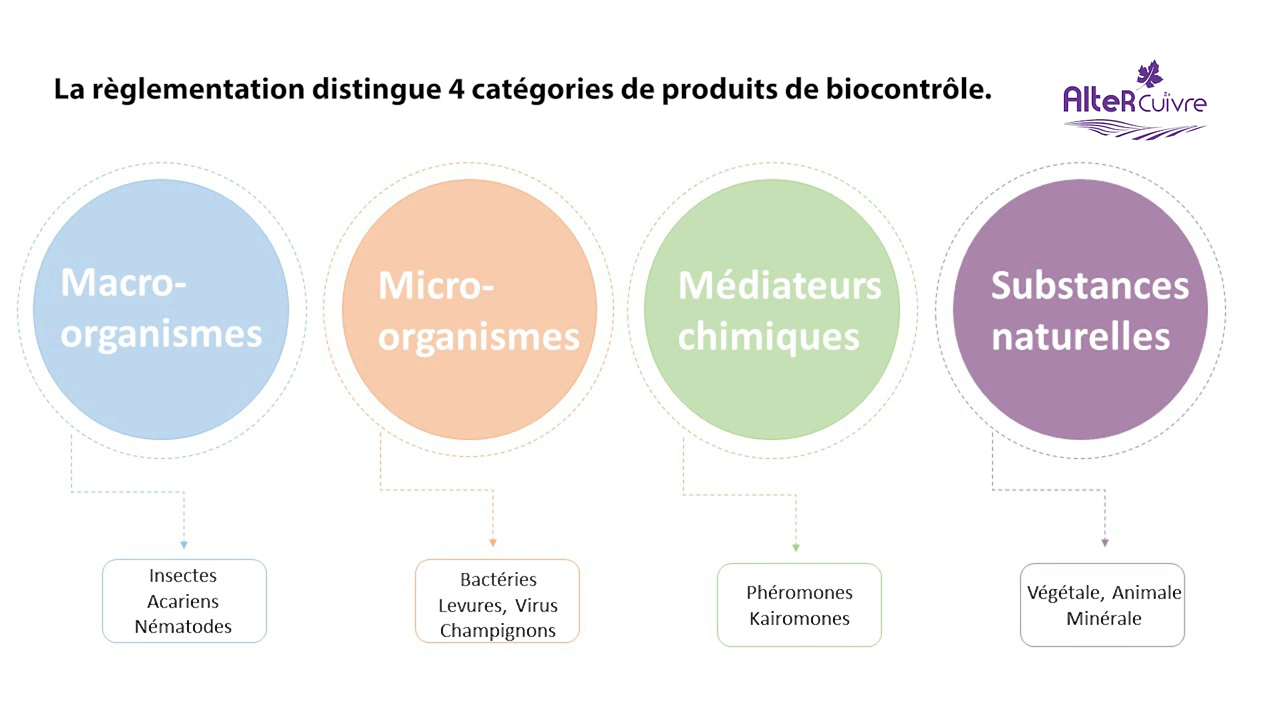 La règlementation distingue 4 catégories de produits de biocontrôle.
AlteR Cuivre 2+
Macro-
organismes
Micro-
organismes
Médiateurs
chimiques
Substances
naturelles
Insectes
Acariens
Nématodes
Bactéries
Levures, Virus
Champignons
Phéromones
Kairomones
Végétale, Animale
Minérale